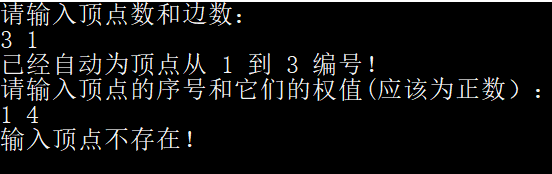 请输入顶点数和边数:
3 1
已经自动为顶点从 1 到 3 编号!
请输入顶点的序号和它们的权值(应该为正数）:
1 4
输入顶点不存在!